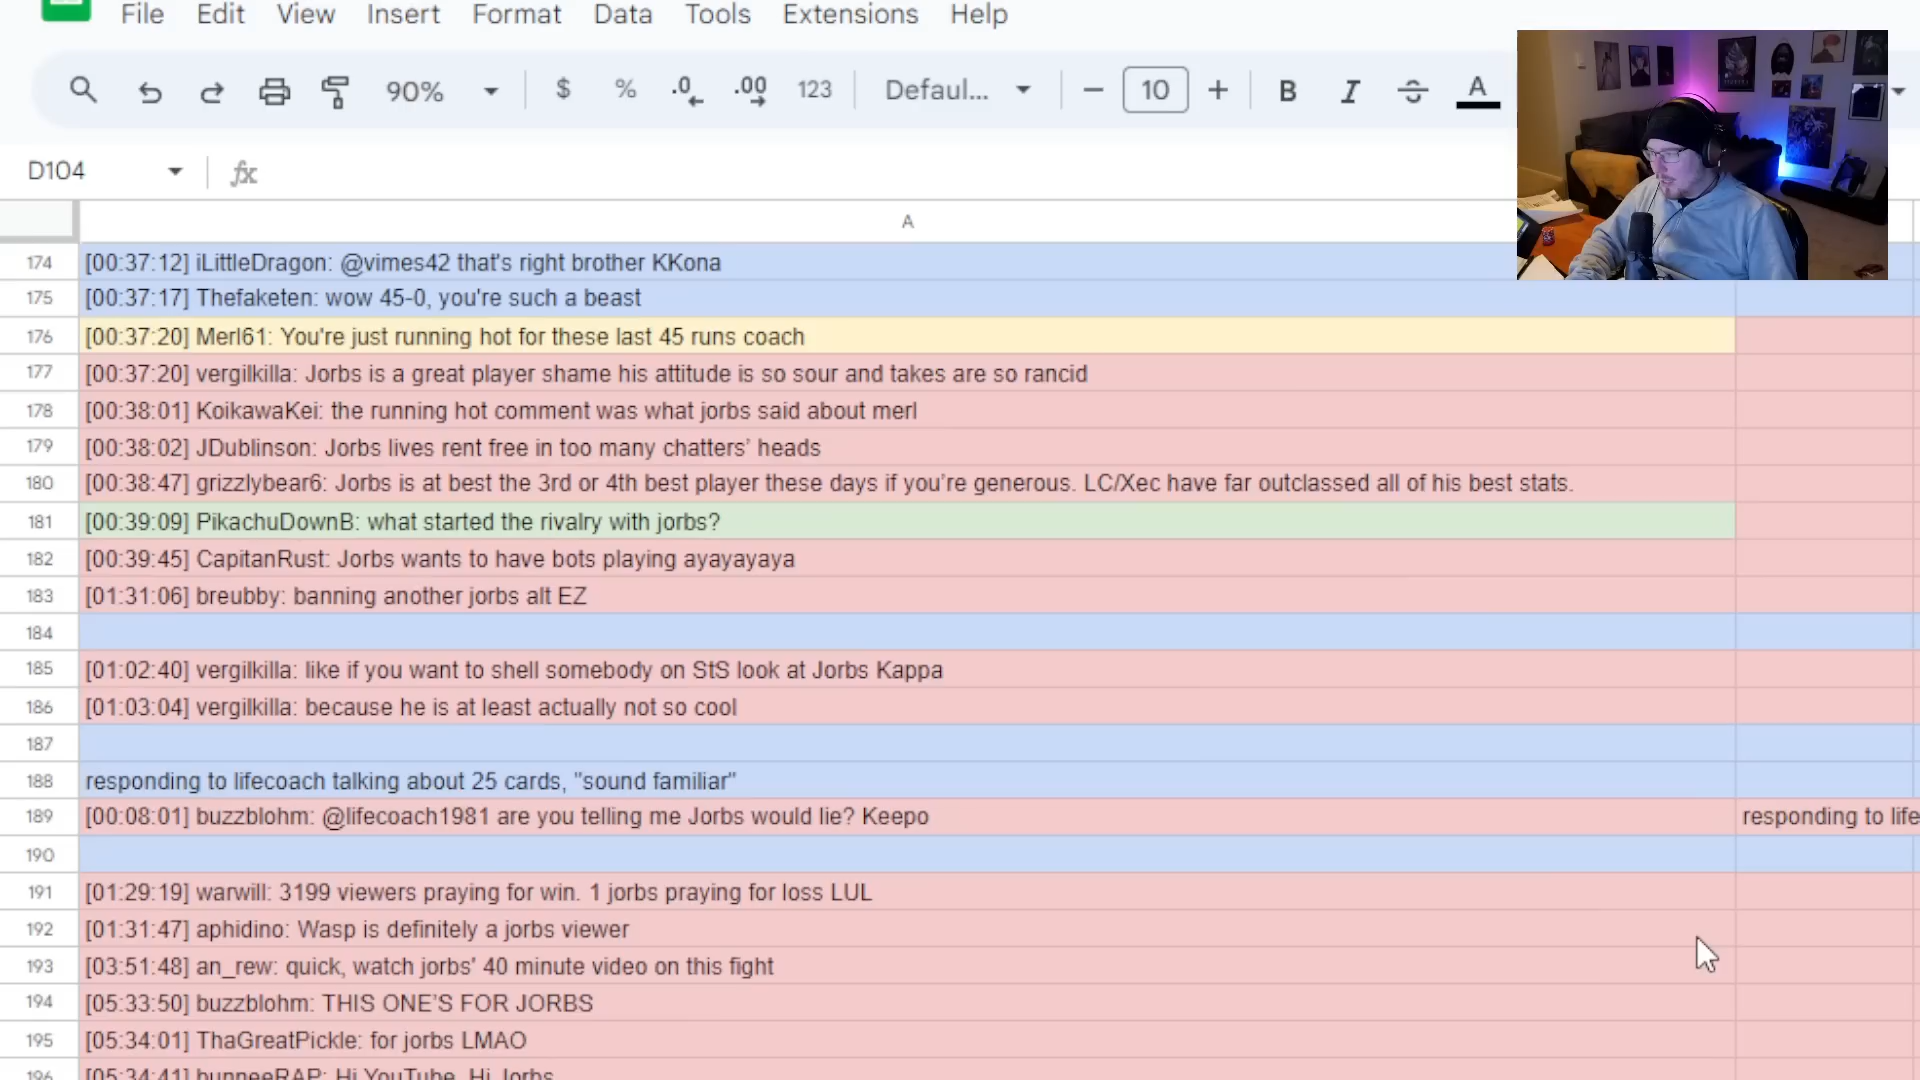 File Edit View Insert Format Data Tools Extensions Help
90% $ % .0 .00 123 Defaul... 10 B I A
D104 fx
A
174 [00:37:12] iLittleDragon: @vimes42 that's right brother KKona
175 [00:37:17] Thefaketen: wow 45-0, you're such a beast
176 [00:37:20] Merl61: You're just running hot for these last 45 runs coach
177 [00:37:20] vergilkilla: Jorbs is a great player shame his attitude is so sour and takes are so rancid
178 [00:38:01] KoikawaKei: the running hot comment was what jorbs said about merl
179 [00:38:02] JDublinson: Jorbs lives rent free in too many chatters’ heads
180 [00:38:47] grizzlybear6: Jorbs is at best the 3rd or 4th best player these days if you're generous. LC/Xec have far outclassed all of his best stats.
181 [00:39:09] PikachuDownB: what started the rivalry with jorbs?
182 [00:39:45] CapitanRust: Jorbs wants to have bots playing ayayayaya
183 [01:31:06] breubby: banning another jorbs alt EZ
184
185 [01:02:40] vergilkilla: like if you want to shell somebody on StS look at Jorbs Kappa
186 [01:03:04] vergilkilla: because he is at least actually not so cool
187
188 responding to lifecoach talking about 25 cards, "sound familiar"
189 [00:08:01] buzzblohm: @lifecoach1981 are you telling me Jorbs would lie? Keepo responding to life
190
191 [01:29:19] warwill: 3199 viewers praying for win. 1 jorbs praying for loss LUL
192 [01:31:47] aphidino: Wasp is definitely a jorbs viewer
193 [03:51:48] an_rew: quick, watch jorbs' 40 minute video on this fight
194 [05:33:50] buzzblohm: THIS ONE'S FOR JORBS
195 [05:34:01] ThaGreatPickle: for jorbs LMAO
196 [05:34:41] bunneeRAP: Hi YouTube, Hi Jorbs